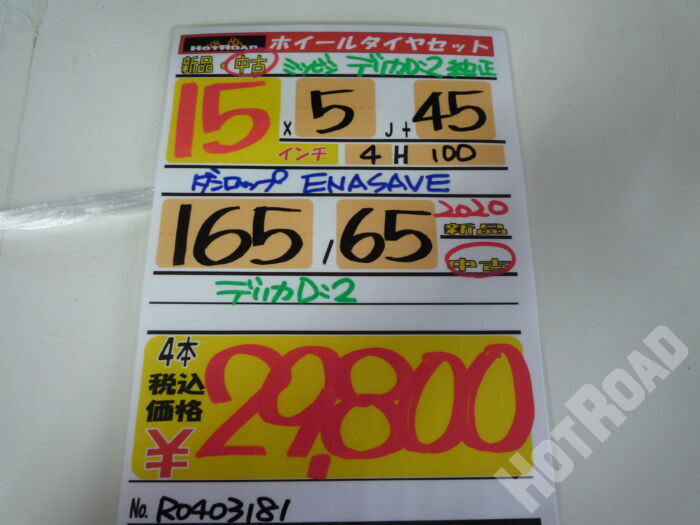 HOTROAD ホイールタイヤセット
新品・中古 ミツビシ デリカD:2 純正
15 x 5 J + 45
インチ 4 H 100
ダンロップ ENASAVE
165 / 65 2020
新品
中古
デリカD:2
4本
税込
価格
¥29,800
No. R0403181
HOTROAD